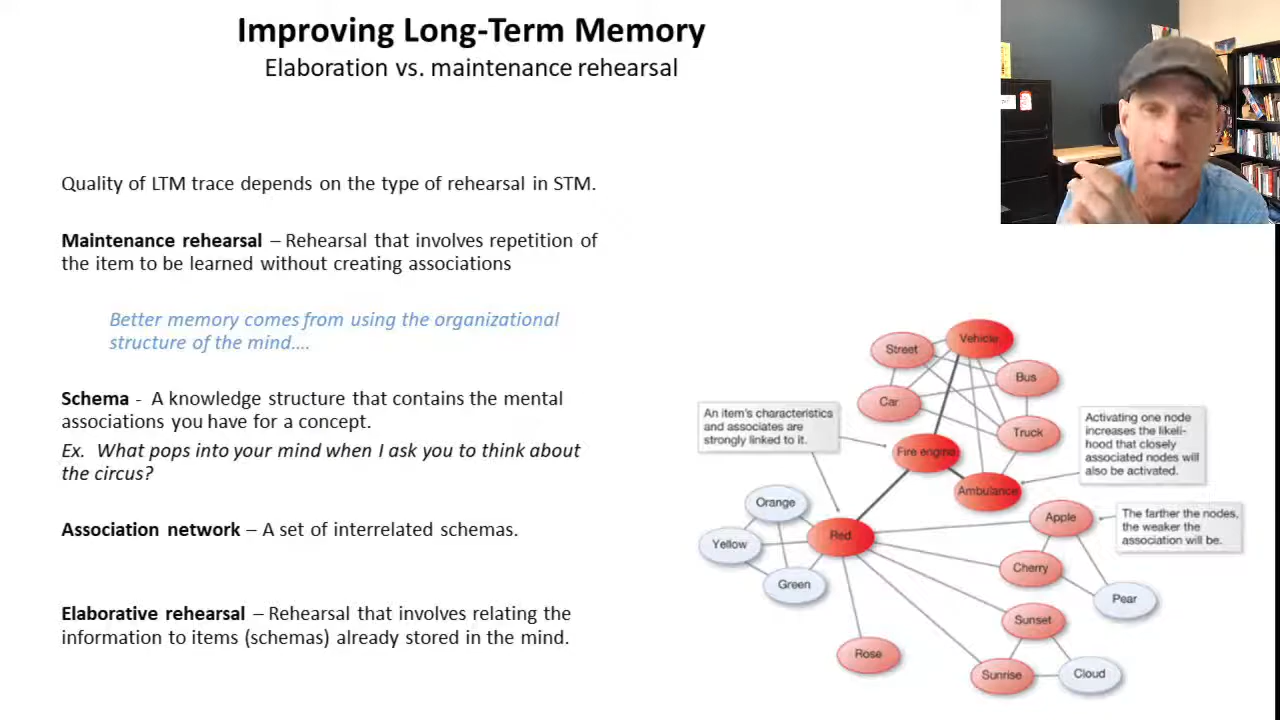 Improving Long-Term Memory
Elaboration vs. maintenance rehearsal
Quality of LTM trace depends on the type of rehearsal in STM.
Maintenance rehearsal – Rehearsal that involves repetition of
the item to be learned without creating associations
Better memory comes from using the organizational
structure of the mind....
Schema - A knowledge structure that contains the mental
associations you have for a concept.
Ex. What pops into your mind when I ask you to think about
the circus?
Association network – A set of interrelated schemas.
Elaborative rehearsal – Rehearsal that involves relating the
information to items (schemas) already stored in the mind.
Vehicle
Street
Bus
Car
Truck
An item's characteristics
and associates are
strongly linked to it.
Activating one node
increases the likeli-
hood that closely
associated nodes will
also be activated.
Fire engine
Ambulance
Orange
Apple
The farther the nodes,
the weaker the
association will be.
Red
Yellow
Cherry
Green
Pear
Sunset
Rose
Sunrise
Cloud